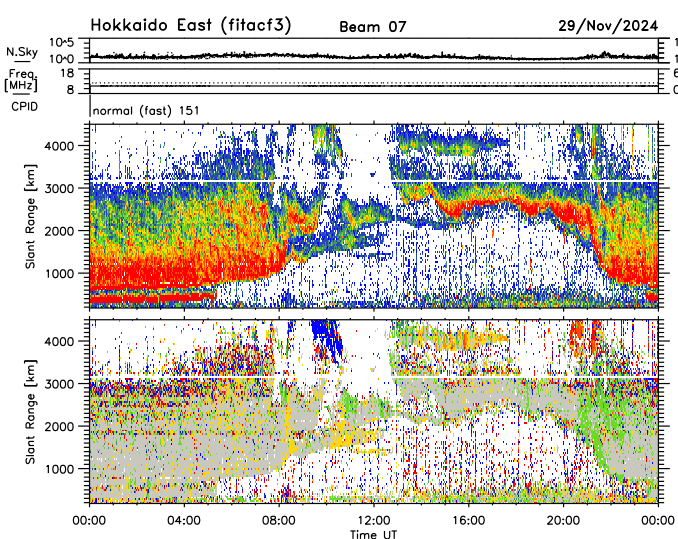 Hokkaido East (fitacf3) Beam 07 29/Nov/2024
N.Sky 10^5 10^0 1 1
Freq. [MHz] 18 8 6 0
CPID normal (fast) 151
Slant Range [km] 4000 3000 2000 1000
Slant Range [km] 4000 3000 2000 1000
00:00 04:00 08:00 12:00 16:00 20:00 00:00
Time UT